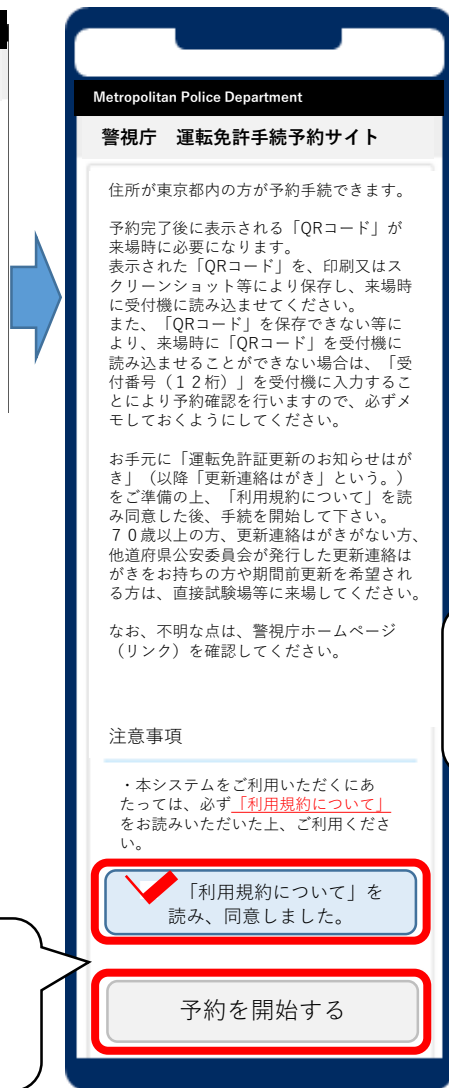 Metropolitan Police Department
警視庁　運転免許手続予約サイト
住所が東京都内の方が予約手続できます。
予約完了後に表示される「QRコード」が
来場時に必要になります。
表示された「QRコード」を、印刷又はス
クリーンショット等により保存し、来場時
に受付機に読み込ませてください。
また、「QRコード」を保存できない等に
より、来場時に「QRコード」を受付機に
読み込ませることができない場合は、「受
付番号（１２桁）」を受付機に入力するこ
とにより予約確認を行いますので、必ずメ
モしておくようにしてください。
お手元に「運転免許証更新のお知らせはが
き」（以降「更新連絡はがき」という。）
をご準備の上、「利用規約について」を読
み同意した後、手続を開始して下さい。
７０歳以上の方、更新連絡はがきがない方、
他道府県公安委員会が発行した更新連絡は
がきをお持ちの方や期間前更新を希望され
る方は、直接試験場等に来場してください。
なお、不明な点は、警視庁ホームページ
（リンク）を確認してください。
注意事項
・本システムをご利用いただくにあ
たっては、必ず「利用規約について」
をお読みいただいた上、ご利用くださ
い。
「利用規約について」を
読み、同意しました。
予約を開始する